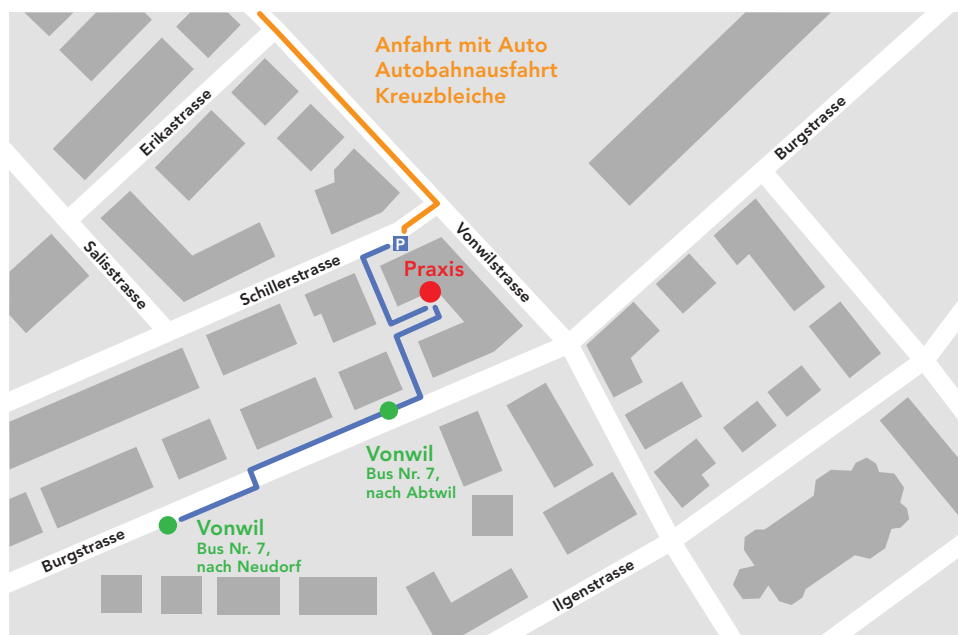 Anfahrt mit Auto
Autobahnausfahrt
Kreuzbleiche
Burgstrasse
Erikastrasse
Salisstrasse
Schillerstrasse
P
Vonwilstrasse
Praxis
Vonwil
Bus Nr. 7,
nach Abtwil
Vonwil
Bus Nr. 7,
nach Neudorf
Burgstrasse
Ilgenstrasse